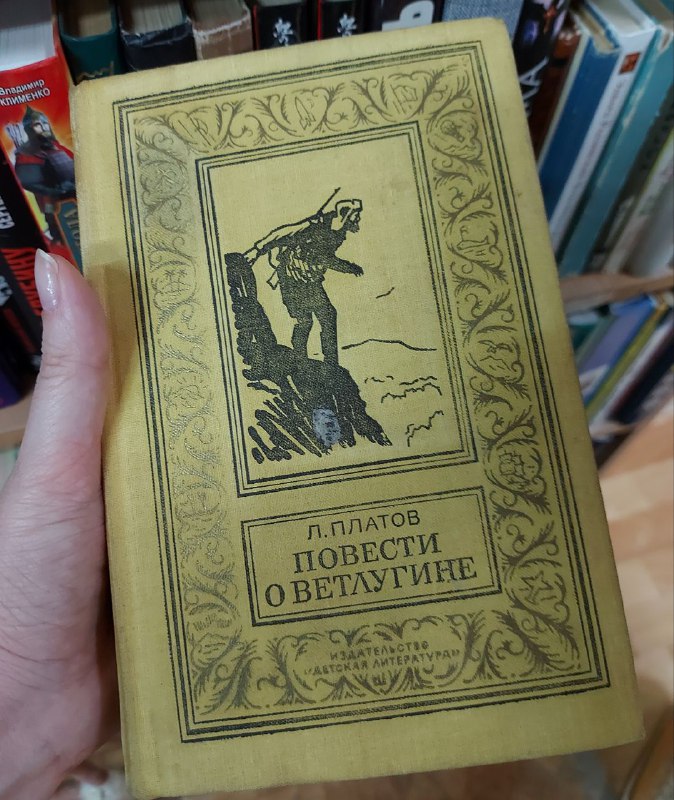 Владимир
КЛИМЕНКО
Л. ПЛАТОВ
ПОВЕСТИ
О ВЕТЛУГИНЕ
ИЗДАТЕЛЬСТВО
"ДЕТСКАЯ ЛИТЕРАТУРА"